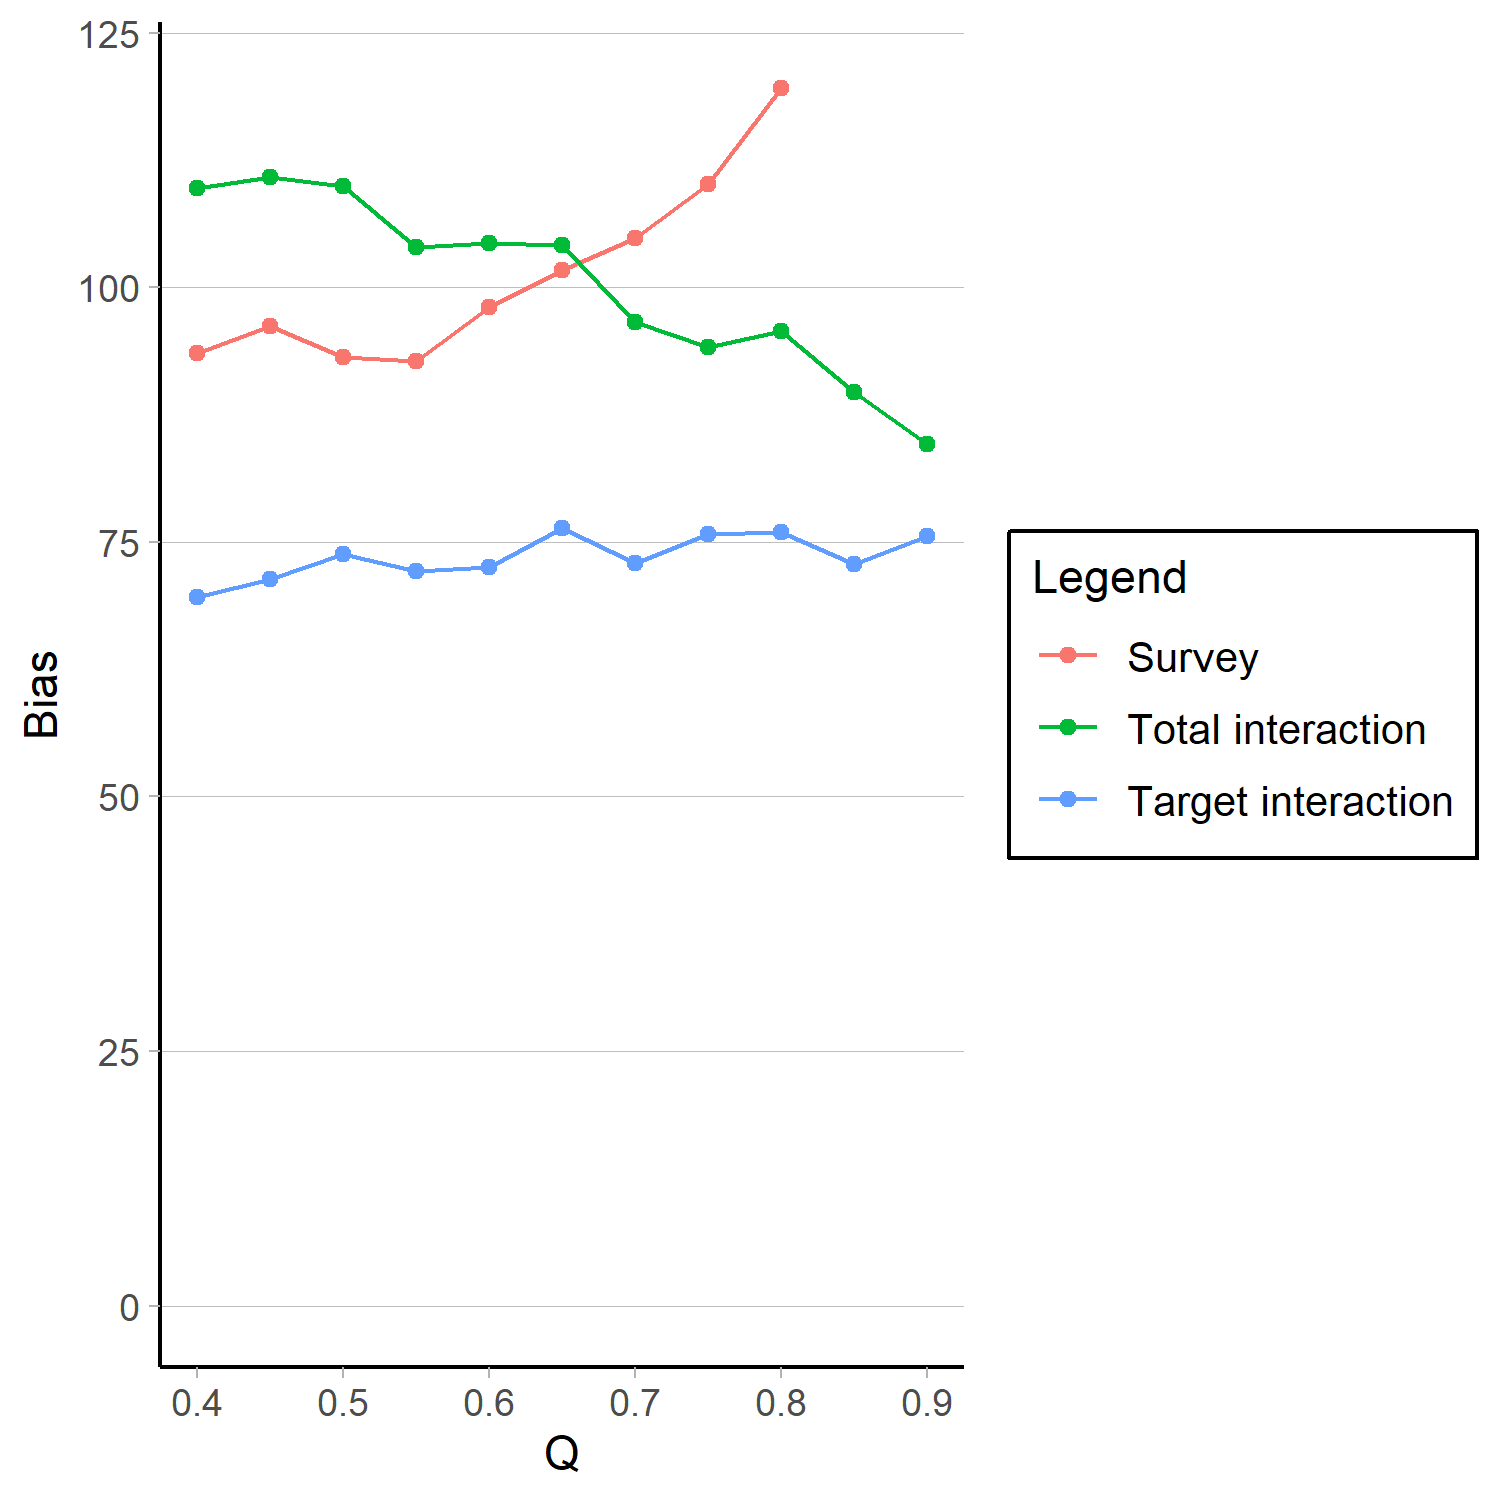 125
100
75
50
25
0
Bias
0.4 0.5 0.6 0.7 0.8 0.9
Q
Legend
Survey
Total interaction
Target interaction